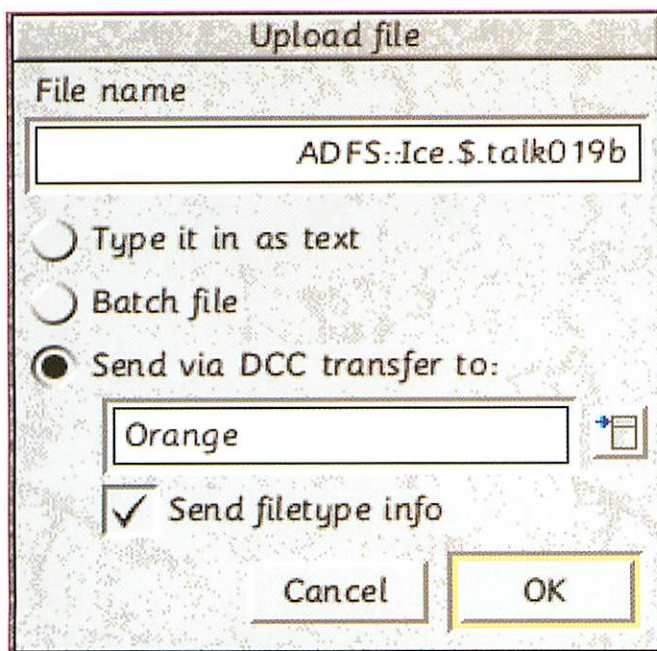 Upload file
File name
ADFS::Ice.$.talk019b
Type it in as text
Batch file
Send via DCC transfer to:
Orange
Send filetype info
Cancel OK